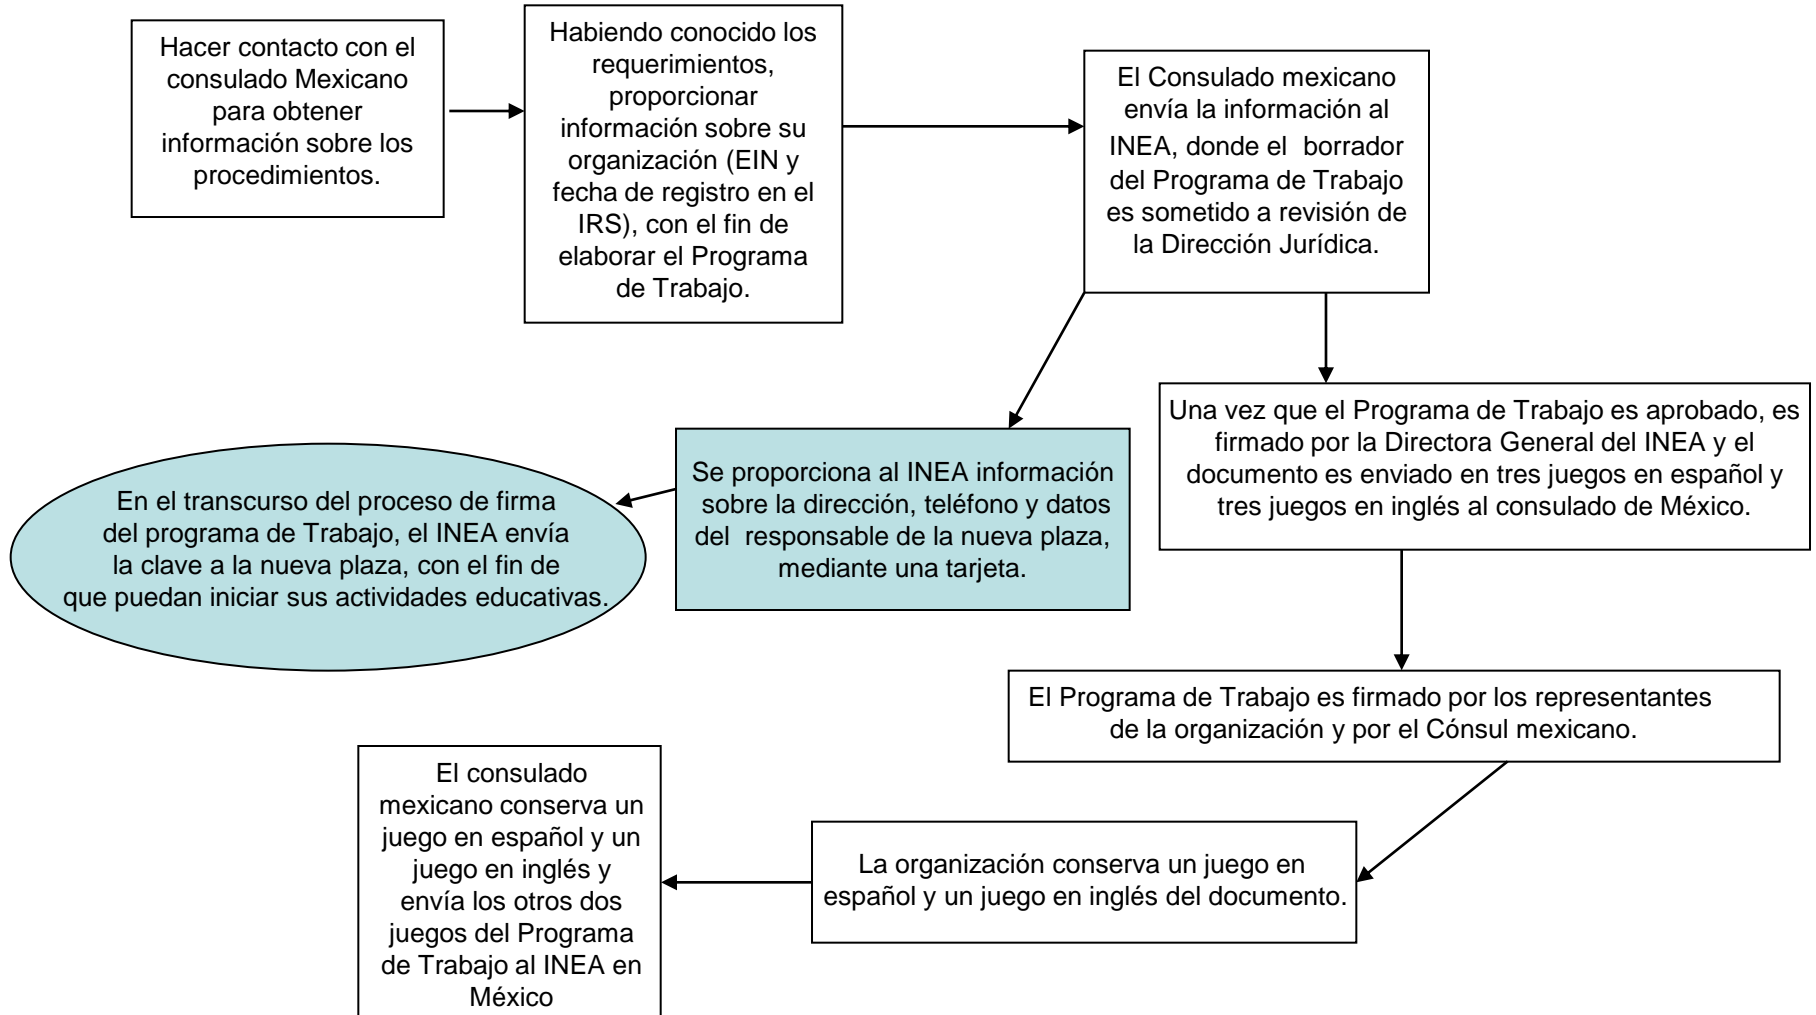 Hacer contacto con el
consulado Mexicano
para obtener
información sobre los
procedimientos.
Habiendo conocido los
requerimientos,
proporcionar
información sobre su
organización (EIN y
fecha de registro en el
IRS), con el fin de
elaborar el Programa
de Trabajo.
El Consulado mexicano
envía la información al
INEA, donde el borrador
del Programa de Trabajo
es sometido a revisión de
la Dirección Jurídica.
Una vez que el Programa de Trabajo es aprobado, es
firmado por la Directora General del INEA y el
documento es enviado en tres juegos en español y
tres juegos en inglés al consulado de México.
Se proporciona al INEA información
sobre la dirección, teléfono y datos
del responsable de la nueva plaza,
mediante una tarjeta.
En el transcurso del proceso de firma
del programa de Trabajo, el INEA envía
la clave a la nueva plaza, con el fin de
que puedan iniciar sus actividades educativas.
El Programa de Trabajo es firmado por los representantes
de la organización y por el Cónsul mexicano.
La organización conserva un juego en
español y un juego en inglés del documento.
El consulado
mexicano conserva un
juego en español y un
juego en inglés y
envía los otros dos
juegos del Programa
de Trabajo al INEA en
México